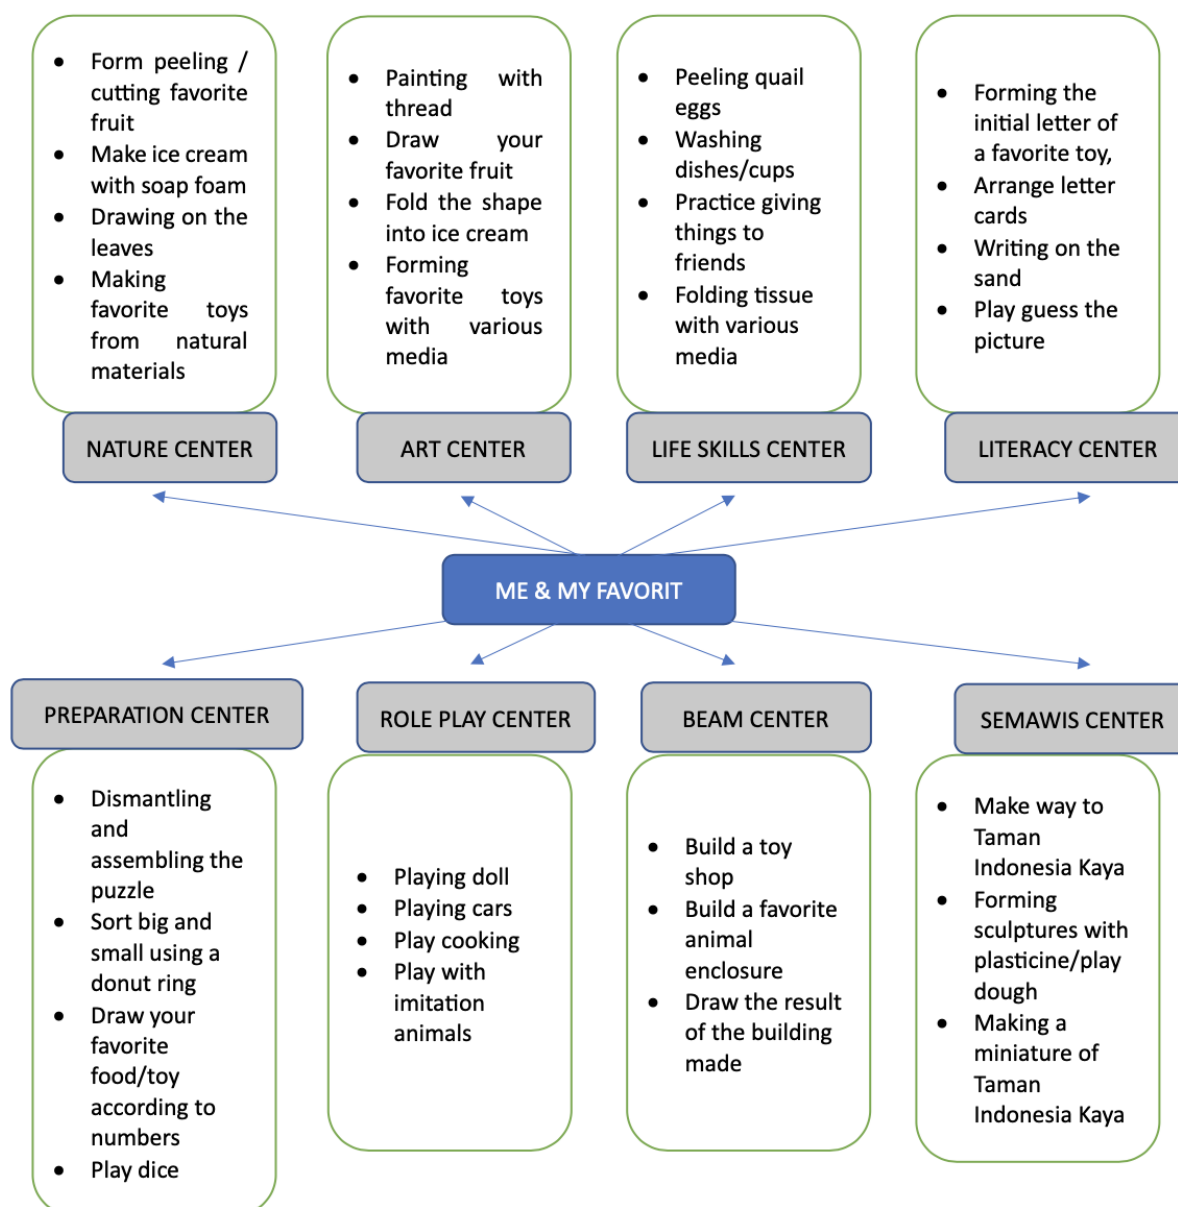 • Form peeling /
cutting favorite
fruit
• Make ice cream
with soap foam
• Drawing on the
leaves
• Making
favorite toys
from natural
materials
NATURE CENTER
• Painting with
thread
• Draw your
favorite fruit
• Fold the shape
into ice cream
• Forming
favorite toys
with various
media
ART CENTER
• Peeling quail
eggs
• Washing
dishes/cups
• Practice giving
things to
friends
• Folding tissue
with various
media
LIFE SKILLS CENTER
• Forming the
initial letter of
a favorite toy,
• Arrange letter
cards
• Writing on the
sand
• Play guess the
picture
LITERACY CENTER
ME & MY FAVORIT
PREPARATION CENTER
• Dismantling
and
assembling the
puzzle
• Sort big and
small using a
donut ring
• Draw your
favorite
food/toy
according to
numbers
• Play dice
ROLE PLAY CENTER
• Playing doll
• Playing cars
• Play cooking
• Play with
imitation
animals
BEAM CENTER
• Build a toy
shop
• Build a favorite
animal
enclosure
• Draw the result
of the building
made
SEMAWIS CENTER
• Make way to
Taman
Indonesia Kaya
• Forming
sculptures with
plasticine/play
dough
• Making a
miniature of
Taman
Indonesia Kaya